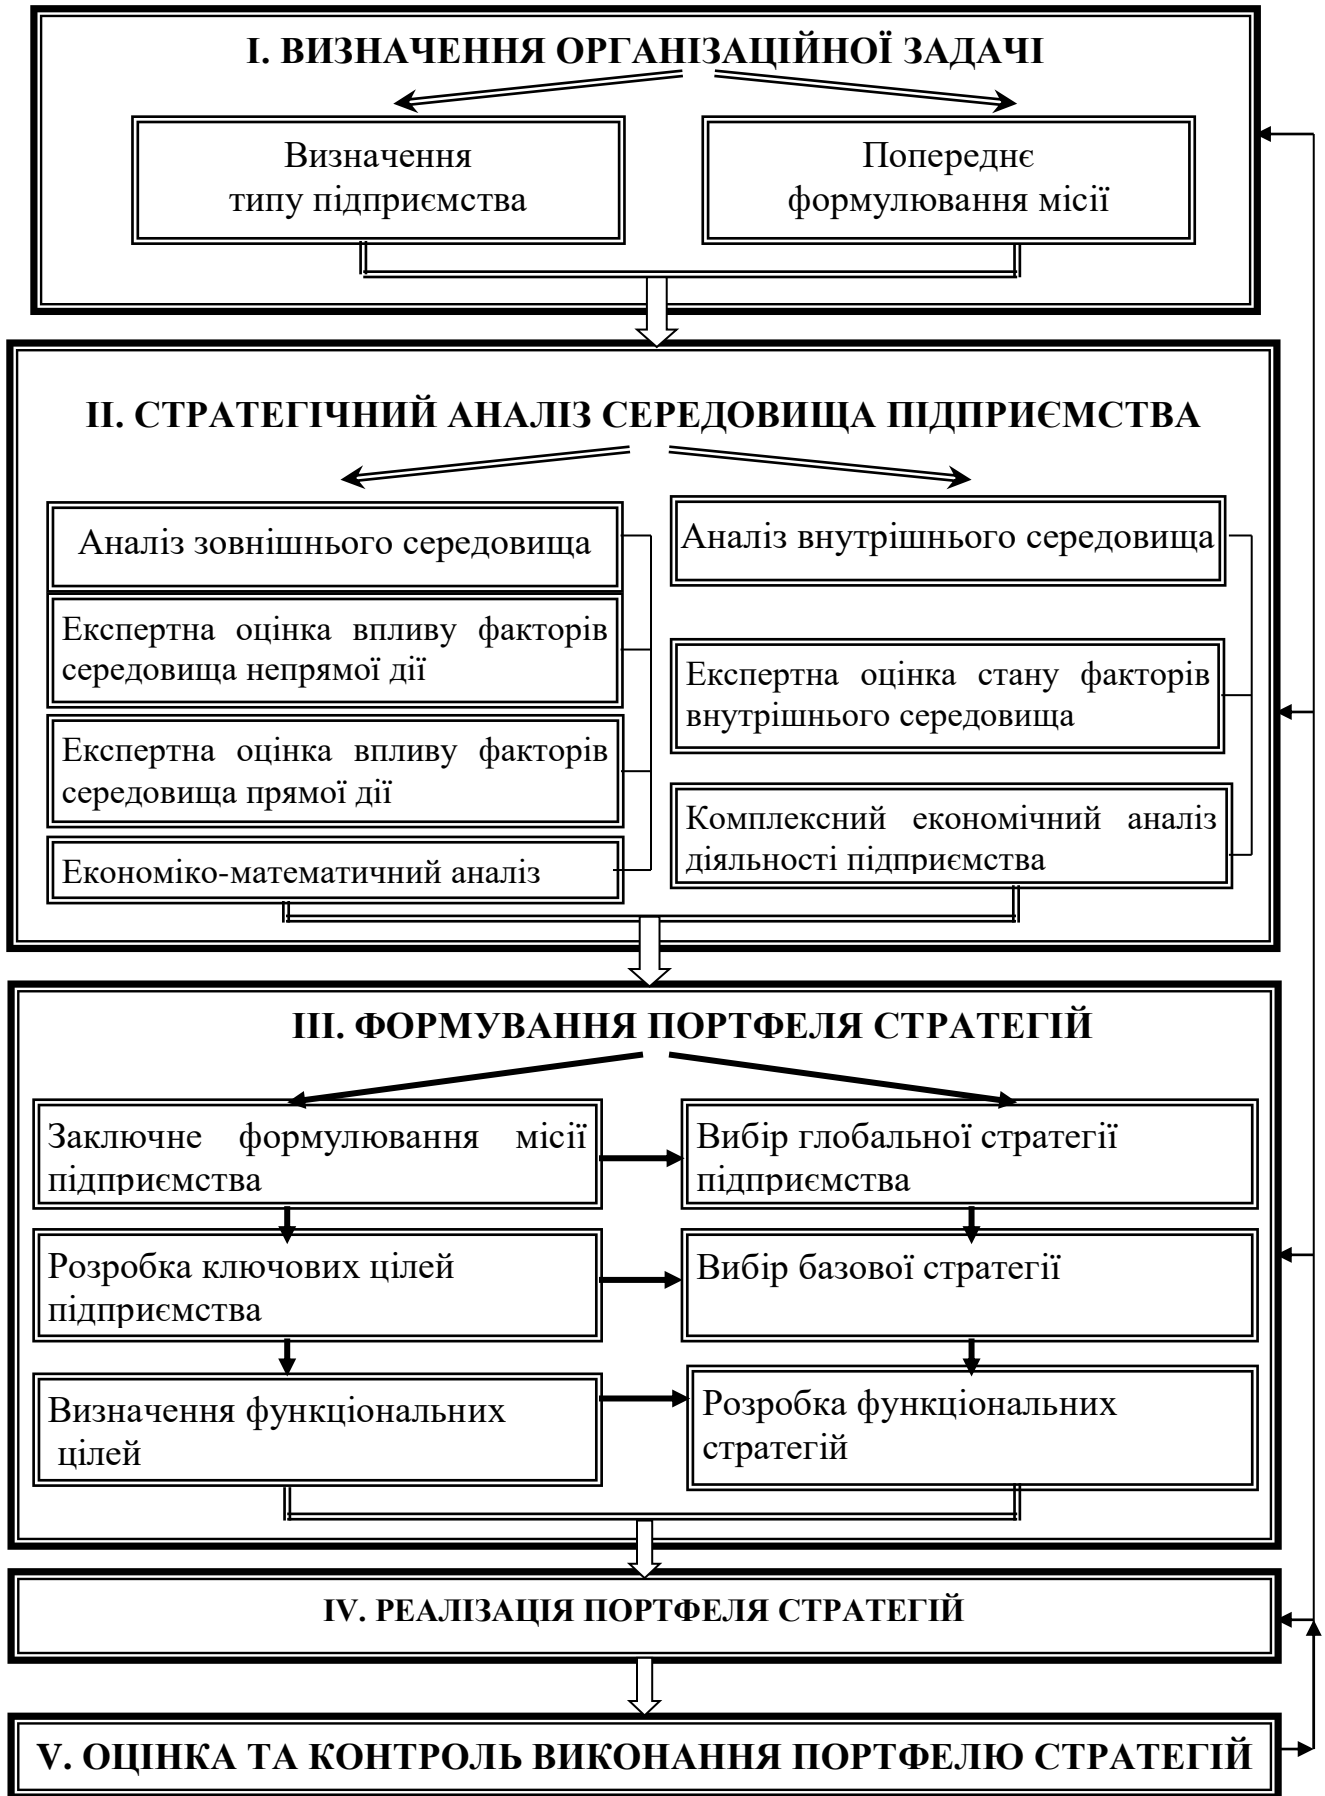 І. ВИЗНАЧЕННЯ ОРГАНІЗАЦІЙНОЇ ЗАДАЧІ
Визначення
типу підприємства
Попереднє
формулювання місії
ІІ. СТРАТЕГІЧНИЙ АНАЛІЗ СЕРЕДОВИЩА ПІДПРИЄМСТВА
Аналіз зовнішнього середовища
Експертна оцінка впливу факторів
середовища непрямої дії
Експертна оцінка впливу факторів
середовища прямої дії
Економіко-математичний аналіз
Аналіз внутрішнього середовища
Експертна оцінка стану факторів
внутрішнього середовища
Комплексний економічний аналіз
діяльності підприємства
ІІІ. ФОРМУВАННЯ ПОРТФЕЛЯ СТРАТЕГІЙ
Заключне формулювання місії
підприємства
Вибір глобальної стратегії
підприємства
Розробка ключових цілей
підприємства
Вибір базової стратегії
Визначення функціональних
цілей
Розробка функціональних
стратегій
IV. РЕАЛІЗАЦІЯ ПОРТФЕЛЯ СТРАТЕГІЙ
V. ОЦІНКА ТА КОНТРОЛЬ ВИКОНАННЯ ПОРТФЕЛЮ СТРАТЕГІЙ